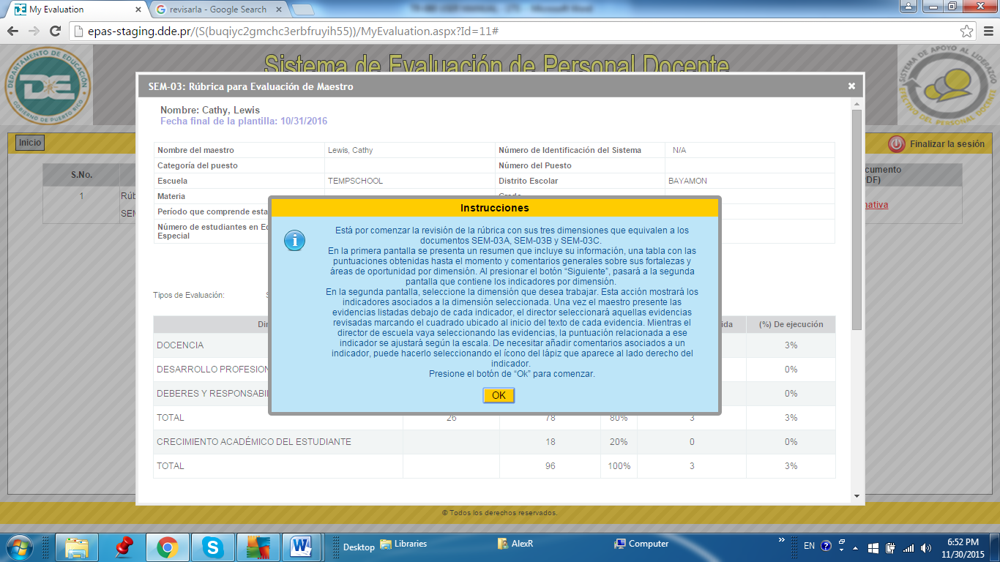 My Evaluation
revisarla - Google Search
epas-staging.dde.pr/(S(buqiyc2gmchc3erbfruyih55))/MyEvaluation.aspx?Id=11#
DEPARTAMENTO DE EDUCACIÓN
DE
GOBIERNO DE PUERTO RICO
Sistema de Evaluación de Personal Docente
SISTEMA DE APOYO AL LIDERAZGO
EFECTIVO DEL PERSONAL DOCENTE
SEM-03: Rúbrica para Evaluación de Maestro
Nombre: Cathy, Lewis
Fecha final de la plantilla: 10/31/2016
Inicio
Finalizar la sesión
Nombre del maestro Lewis, Cathy Número de Identificación del Sistema N/A
Categoría del puesto Número del Puesto
Escuela TEMPSCHOOL Distrito Escolar BAYAMON
Materia Grado
Período que comprende esta
Número de estudiantes en Ed
Especial
S.No.
cumento
PDF)
1 Rúb
SEM
nativa
Instrucciones
Está por comenzar la revisión de la rúbrica con sus tres dimensiones que equivalen a los
documentos SEM-03A, SEM-03B y SEM-03C.
En la primera pantalla se presenta un resumen que incluye su información, una tabla con las
puntuaciones obtenidas hasta el momento y comentarios generales sobre sus fortalezas y
áreas de oportunidad por dimensión. Al presionar el botón “Siguiente”, pasará a la segunda
pantalla que contiene los indicadores por dimensión.
En la segunda pantalla, seleccione la dimensión que desea trabajar. Esta acción mostrará los
indicadores asociados a la dimensión seleccionada. Una vez el maestro presente las
evidencias listadas debajo de cada indicador, el director seleccionará aquellas evidencias
revisadas marcando el cuadrado ubicado al inicio del texto de cada evidencia. Mientras el
director de escuela vaya seleccionando las evidencias, la puntuación relacionada a ese
indicador se ajustará según la escala. De necesitar añadir comentarios asociados a un
indicador, puede hacerlo seleccionando el ícono del lápiz que aparece al lado derecho del
indicador.
Presione el botón de “Ok” para comenzar.
OK
Tipos de Evaluación: S
Di ida (%) De ejecución
DOCENCIA 3%
DESARROLLO PROFESION 0%
DEBERES Y RESPONSABI 0%
TOTAL 26 78 80% 3 3%
CRECIMIENTO ACADÉMICO DEL ESTUDIANTE 18 20% 0 0%
TOTAL 96 100% 3 3%
© Todos los derechos reservados.
Desktop Libraries AlexR Computer » EN
6:52 PM
11/30/2015